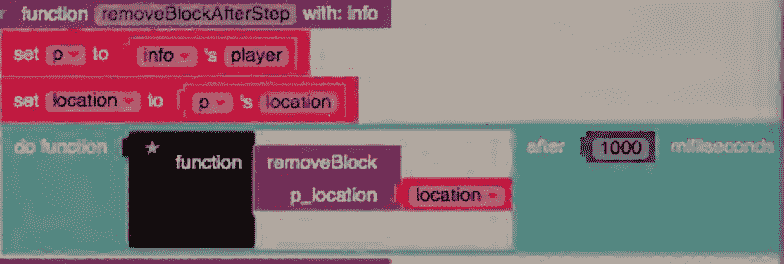 function removeBlockAfterStep with: info
set p to info 's player
set location to p 's location
do function function removeBlock after 1000 milliseconds
p_location location